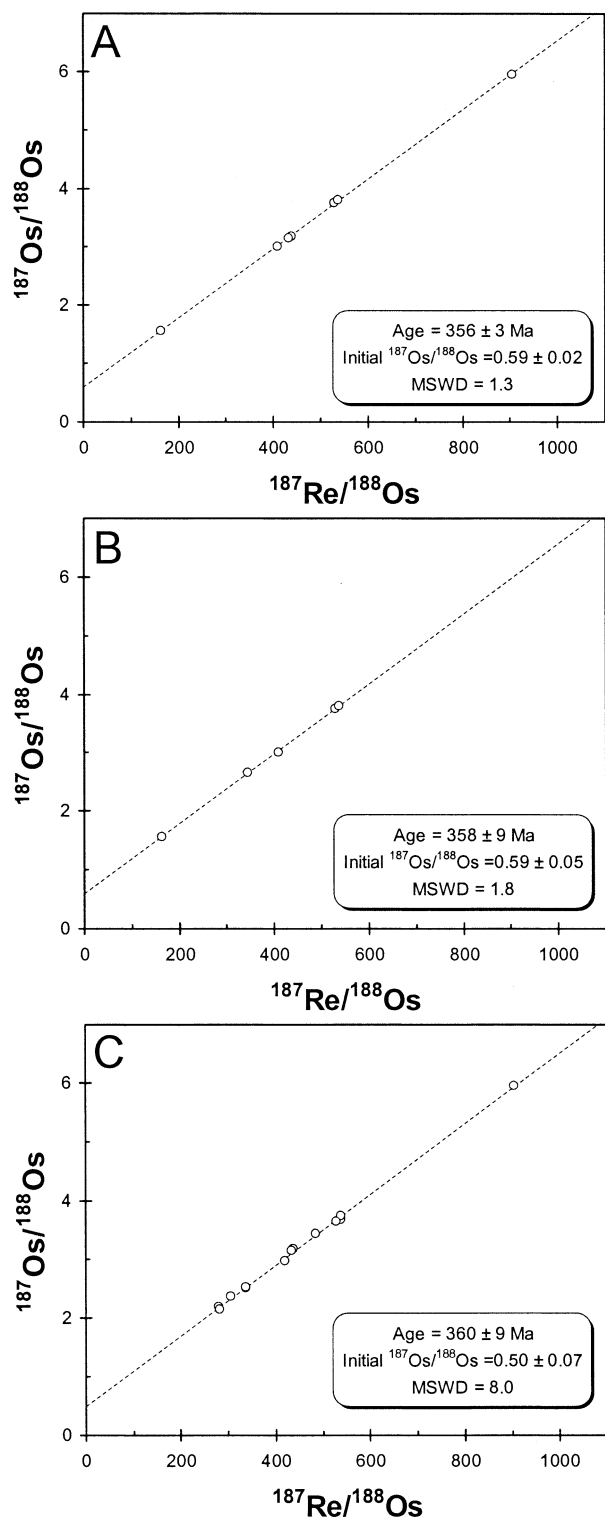 A
6
4
2
0
187Os/188Os
Age = 356 ± 3 Ma
Initial 187Os/188Os =0.59 ± 0.02
MSWD = 1.3
0 200 400 600 800 1000
187Re/188Os
B
6
4
2
0
187Os/188Os
Age = 358 ± 9 Ma
Initial 187Os/188Os =0.59 ± 0.05
MSWD = 1.8
0 200 400 600 800 1000
187Re/188Os
C
6
4
2
0
187Os/188Os
Age = 360 ± 9 Ma
Initial 187Os/188Os =0.50 ± 0.07
MSWD = 8.0
0 200 400 600 800 1000
187Re/188Os